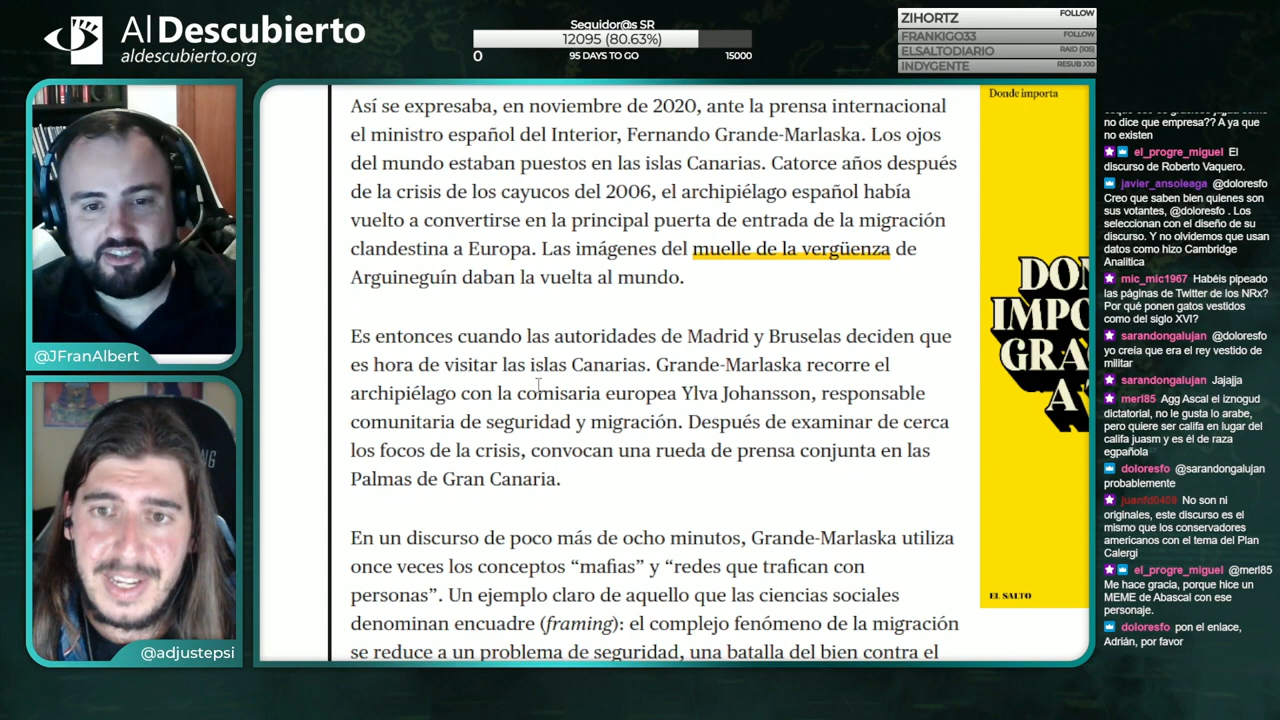 Al Descubierto
aldescubierto.org
Seguidor@s SR
12095 (80.63%)
0
95 DAYS TO GO
15000
ZIHORTZ FOLLOW
FRANKIGO33 FOLLOW
ELSALTODIARIO RAID (105)
INDYGENTE RESUB X10
@JFranAlbert
@adjustepsi
Así se expresaba, en noviembre de 2020, ante la prensa internacional
el ministro español del Interior, Fernando Grande-Marlaska. Los ojos
del mundo estaban puestos en las islas Canarias. Catorce años después
de la crisis de los cayucos del 2006, el archipiélago español había
vuelto a convertirse en la principal puerta de entrada de la migración
clandestina a Europa. Las imágenes del muelle de la vergüenza de
Arguineguín daban la vuelta al mundo.
Es entonces cuando las autoridades de Madrid y Bruselas deciden que
es hora de visitar las islas Canarias. Grande-Marlaska recorre el
archipiélago con la comisaria europea Ylva Johansson, responsable
comunitaria de seguridad y migración. Después de examinar de cerca
los focos de la crisis, convocan una rueda de prensa conjunta en las
Palmas de Gran Canaria.
En un discurso de poco más de ocho minutos, Grande-Marlaska utiliza
once veces los conceptos “mafias” y “redes que trafican con
personas”. Un ejemplo claro de aquello que las ciencias sociales
denominan encuadre (framing): el complejo fenómeno de la migración
se reduce a un problema de seguridad, una batalla del bien contra el
Donde importa
DON
IMPO
GRA
A
EL SALTO
no dice que empresa?? A ya que
no existen
el_progre_miguel El
discurso de Roberto Vaquero.
javier_ansoleaga @doloresfo
Creo que saben bien quienes son
sus votantes, @doloresfo . Los
seleccionan con el diseño de su
discurso. Y no olvidemos que usan
datos como hizo Cambridge
Analitica
mic_mic1967 Habéis pipeado
las páginas de Twitter de los NRx?
Por qué ponen gatos vestidos
como del siglo XVI?
sarandongalujan @doloresfo
yo creía que era el rey vestido de
militar
sarandongalujan Jajajja
merl85 Agg Ascal el iznogud
dictatorial, no le gusta lo arabe,
pero quiere ser califa en lugar del
califa juasm y es él de raza
egpañola
doloresfo @sarandongalujan
probablemente
juanfd0409 No son ni
originales, este discurso es el
mismo que los conservadores
americanos con el tema del Plan
Calergi
el_progre_miguel @merl85
Me hace gracia, porque hice un
MEME de Abascal con ese
personaje.
doloresfo pon el enlace,
Adrián, por favor